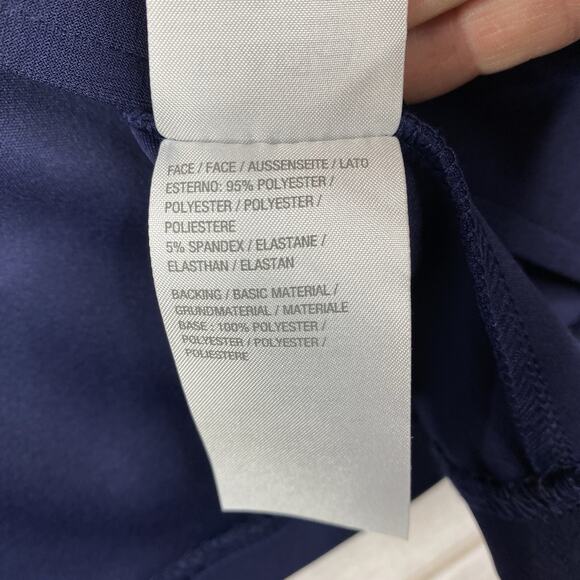 FACE / FACE / AUSSENSEITE / LATO
ESTERNO: 95% POLYESTER /
POLYESTER / POLYESTER /
POLIESTERE
5% SPANDEX / ELASTANE /
ELASTHAN / ELASTAN
BACKING / BASIC MATERIAL /
GRUNDMATERIAL / MATERIALE
BASE : 100% POLYESTER /
POLYESTER / POLYESTER /
POLIESTERE